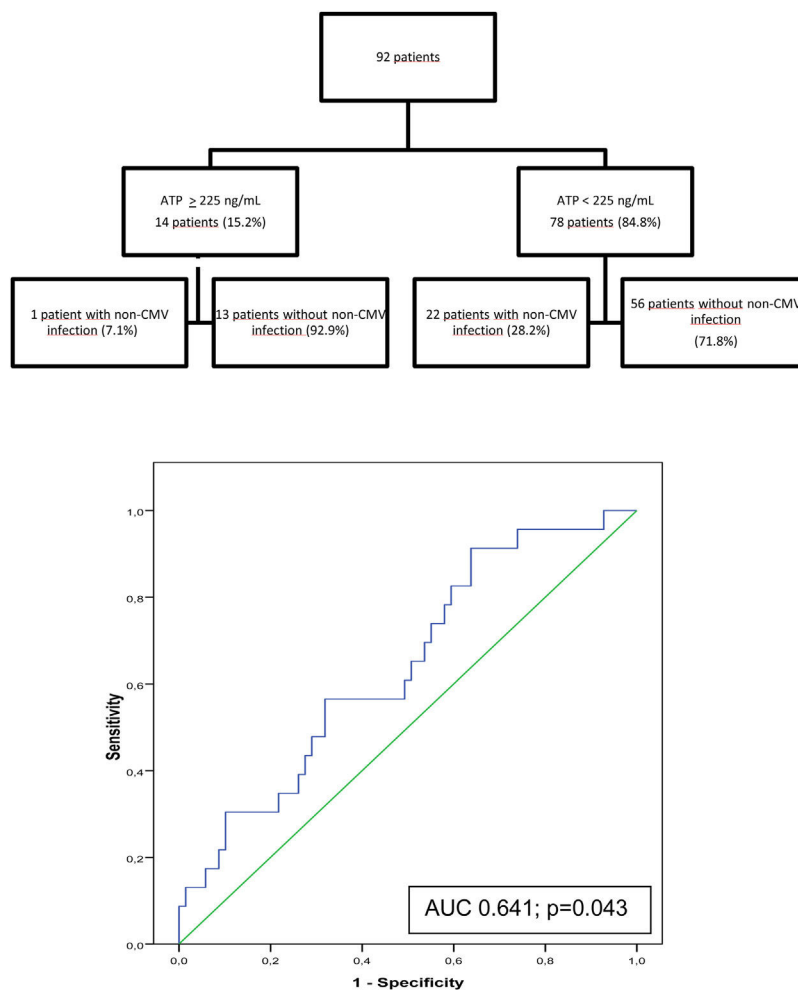 92 patients
ATP ≥ 225 ng/mL
14 patients (15.2%)
ATP < 225 ng/mL
78 patients (84.8%)
1 patient with non-CMV
infection (7.1%)
13 patients without non-CMV
infection (92.9%)
22 patients with non-CMV
infection (28.2%)
56 patients without non-CMV
infection
(71.8%)
1,0
0,8
0,6
0,4
0,2
0,0
Sensitivity
AUC 0.641; p=0.043
0,0 0,2 0,4 0,6 0,8 1,0
1 - Specificity